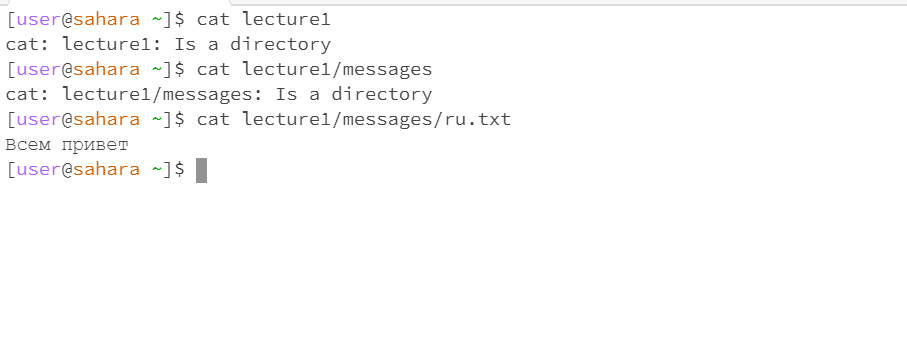 [user@sahara ~]$ cat lecture1
cat: lecture1: Is a directory
[user@sahara ~]$ cat lecture1/messages
cat: lecture1/messages: Is a directory
[user@sahara ~]$ cat lecture1/messages/ru.txt
Всем привет
[user@sahara ~]$